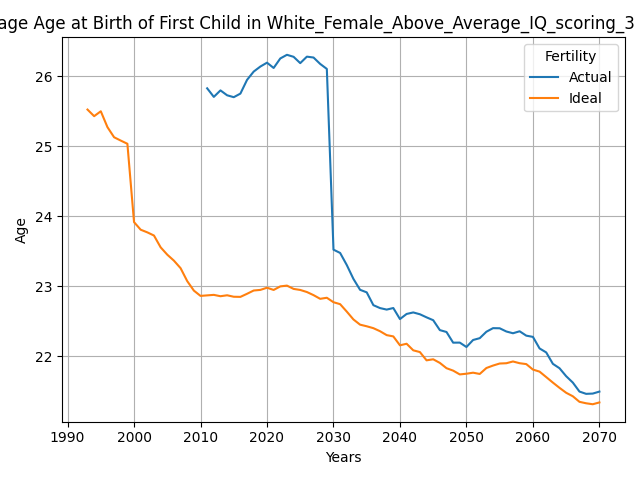 age Age at Birth of First Child in White_Female_Above_Average_IQ_scoring_3
Fertility
Actual
Ideal
26
25
24
23
22
Age
1990 2000 2010 2020 2030 2040 2050 2060 2070
Years